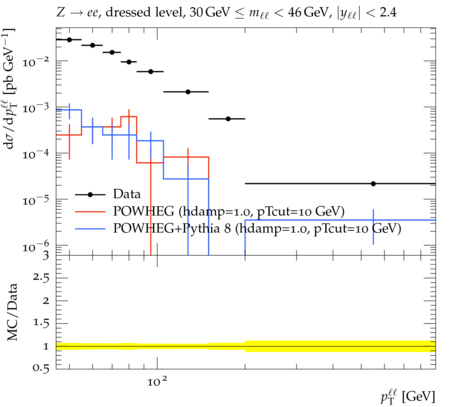 Z → ee, dressed level, 30 GeV ≤ mℓℓ < 46 GeV, |yℓℓ| < 2.4
dσ/dpTℓℓ [pb GeV⁻¹]
10⁻²
10⁻³
10⁻⁴
10⁻⁵
10⁻⁶
Data
POWHEG (hdamp=1.0, pTcut=10 GeV)
POWHEG+Pythia 8 (hdamp=1.0, pTcut=10 GeV)
MC/Data
3
2.5
2
1.5
1
0.5
10²
pTℓℓ [GeV]